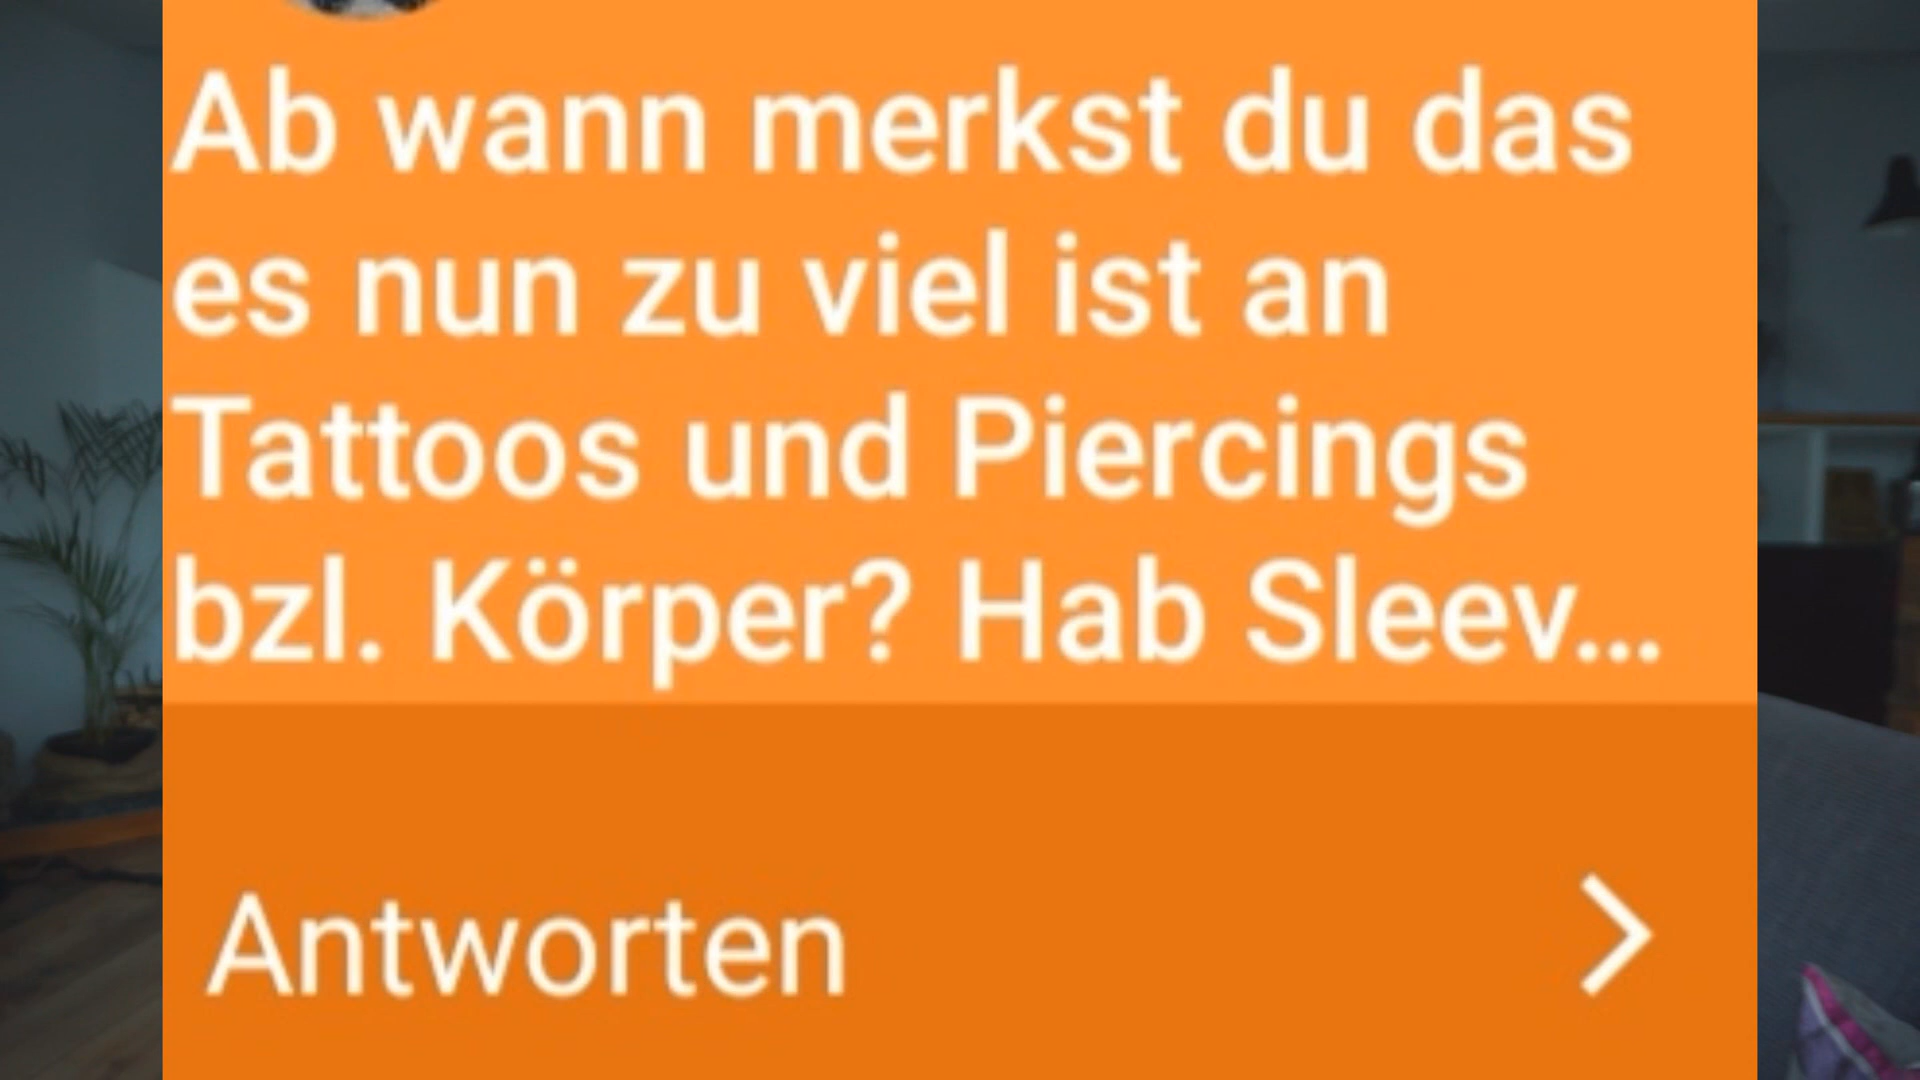 Ab wann merkst du das
es nun zu viel ist an
Tattoos und Piercings
bzl. Körper? Hab Sleev...
Antworten